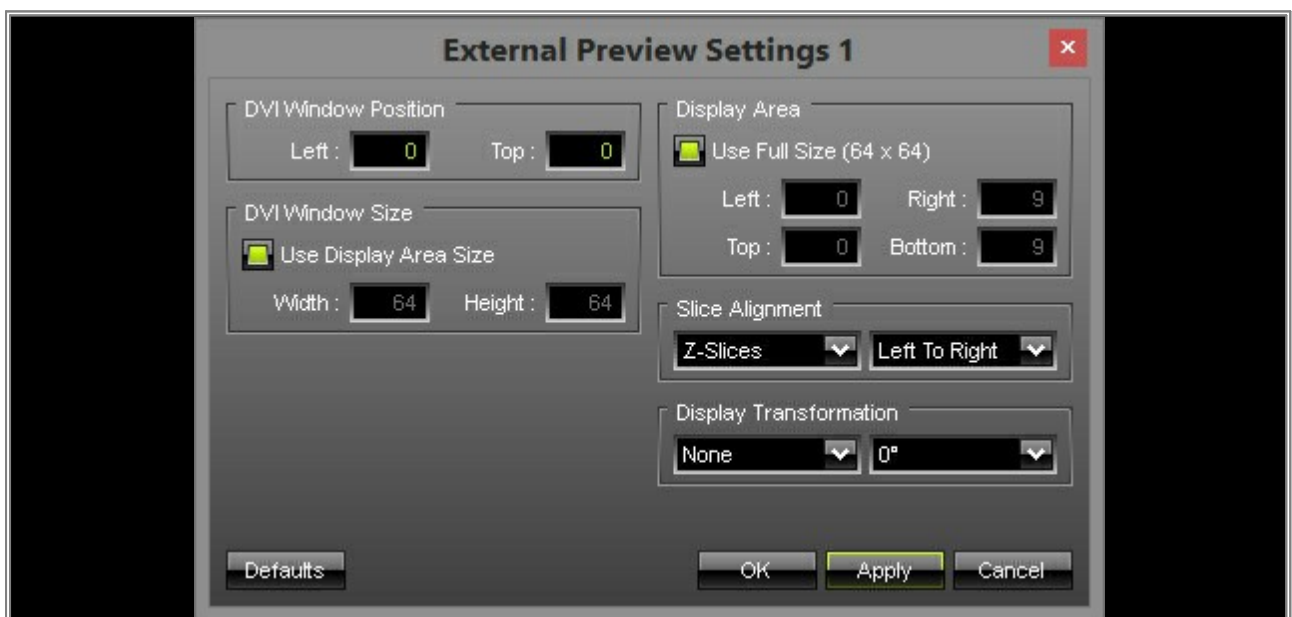 External Preview Settings 1
DVI Window Position
Left : 0 Top : 0
DVI Window Size
Use Display Area Size
Width : 64 Height : 64
Display Area
Use Full Size (64 x 64)
Left : 0 Right : 9
Top : 0 Bottom : 9
Slice Alignment
Z-Slices Left To Right
Display Transformation
None 0°
Defaults OK Apply Cancel